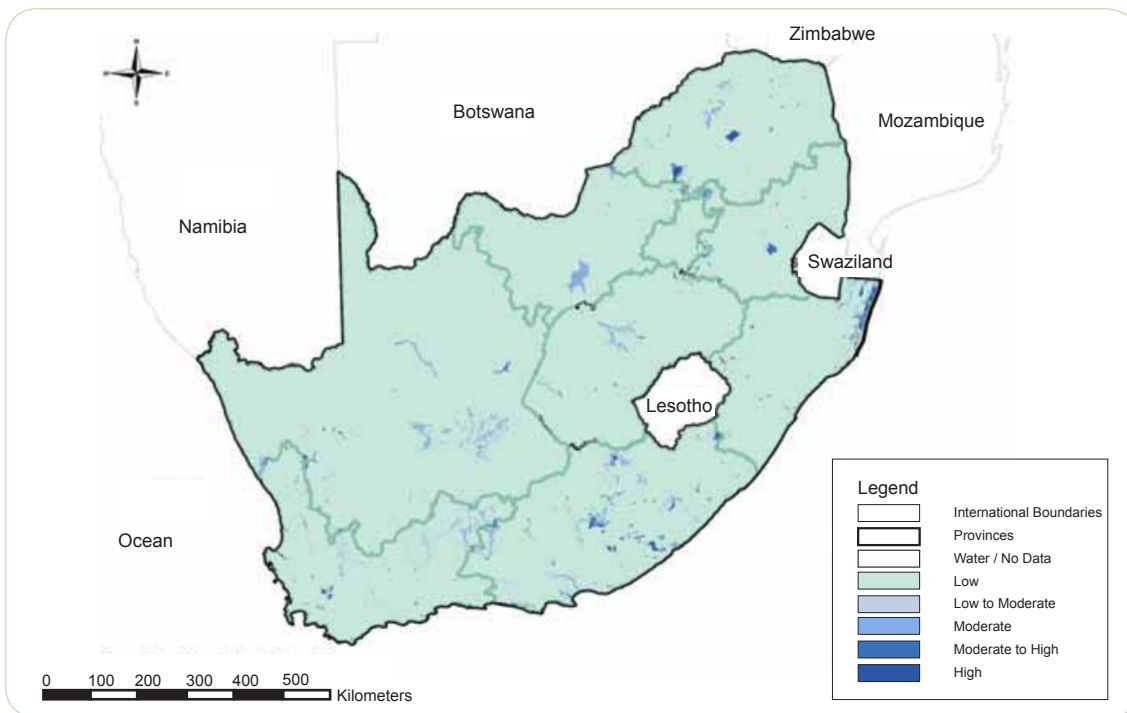 Zimbabwe
Botswana
Mozambique
Namibia
Swaziland
Lesotho
Ocean
Legend
International Boundaries
Provinces
Water / No Data
Low
Low to Moderate
Moderate
Moderate to High
High
0 100 200 300 400 500
Kilometers